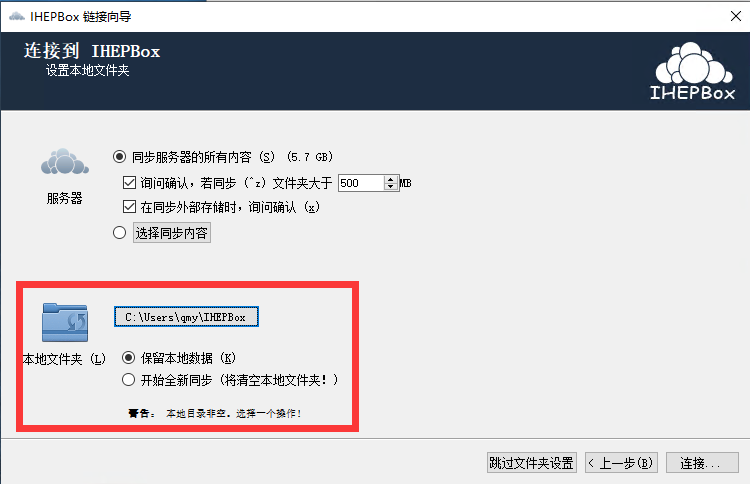 IHEPBox 链接向导
连接到 IHEPBox
设置本地文件夹
IHEPBox
同步服务器的所有内容 (S) (5.7 GB)
询问确认，若同步 (^z) 文件夹大于 500 MB
服务器
在同步外部存储时，询问确认 (x)
选择同步内容
C:\Users\qmy\IHEPBox
本地文件夹 (L)
保留本地数据 (K)
开始全新同步 (将清空本地文件夹！)
警告： 本地目录非空。选择一个操作！
跳过文件夹设置 < 上一步(B) 连接...